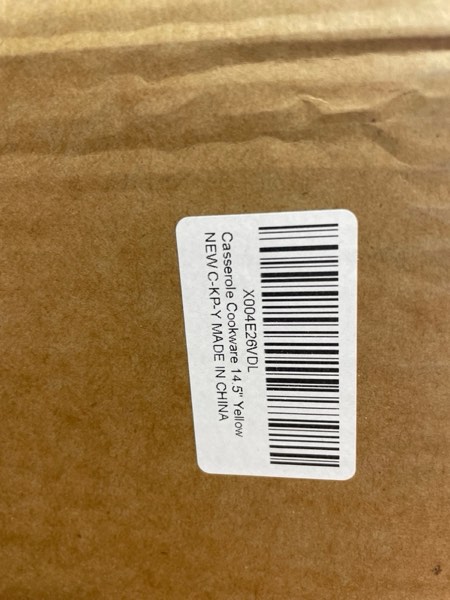 X004E26VDL
Casserole Cookware 14.5" Yellow
NEW C-KP-Y MADE IN CHINA